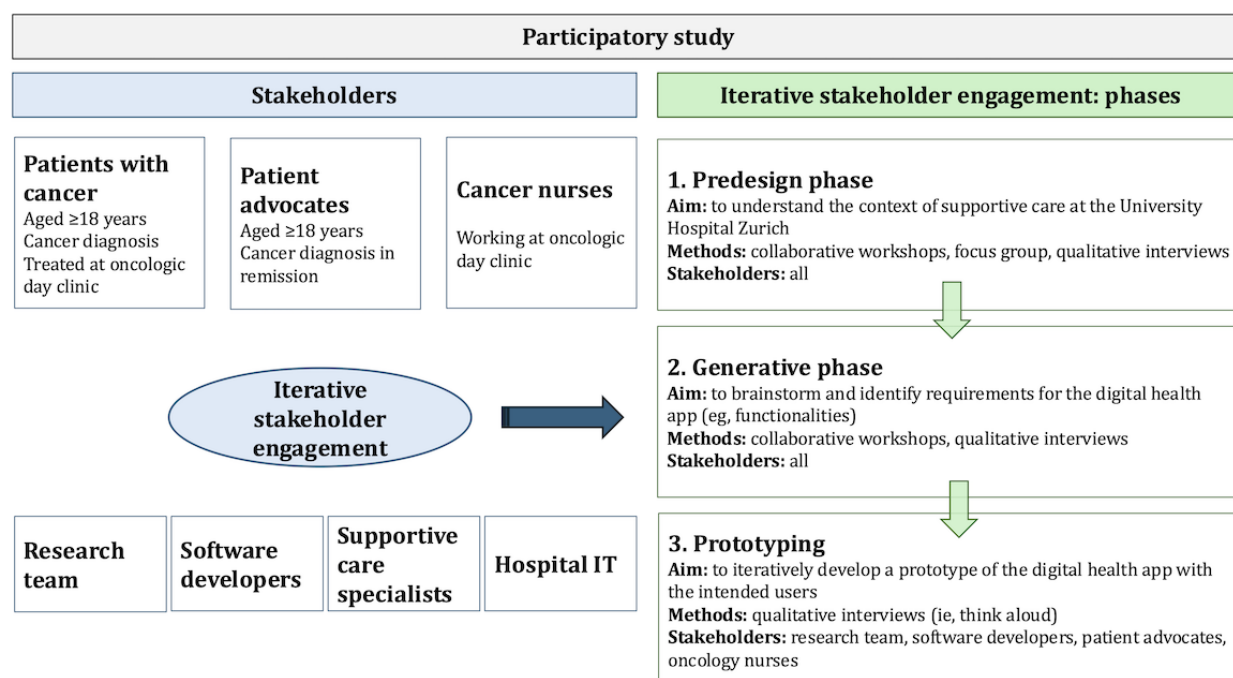 Participatory study
Stakeholders
Patients with
cancer
Aged ≥18 years
Cancer diagnosis
Treated at oncologic
day clinic
Patient
advocates
Aged ≥18 years
Cancer diagnosis in
remission
Cancer nurses
Working at oncologic
day clinic
Iterative
stakeholder
engagement
Research
team
Software
developers
Supportive
care
specialists
Hospital IT
Iterative stakeholder engagement: phases
1. Predesign phase
Aim: to understand the context of supportive care at the University
Hospital Zurich
Methods: collaborative workshops, focus group, qualitative interviews
Stakeholders: all
2. Generative phase
Aim: to brainstorm and identify requirements for the digital health
app (eg, functionalities)
Methods: collaborative workshops, qualitative interviews
Stakeholders: all
3. Prototyping
Aim: to iteratively develop a prototype of the digital health app with
the intended users
Methods: qualitative interviews (ie, think aloud)
Stakeholders: research team, software developers, patient advocates,
oncology nurses